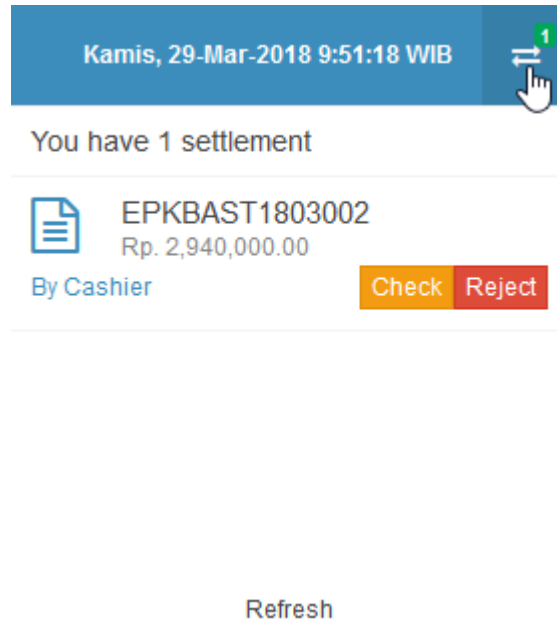 Kamis, 29-Mar-2018 9:51:18 WIB 1
You have 1 settlement
EPKBAST1803002
Rp. 2,940,000.00
By Cashier Check Reject
Refresh